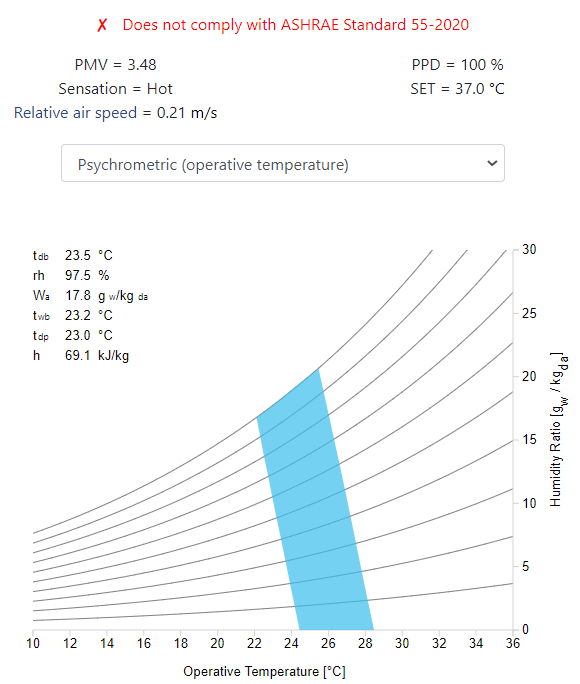 ✗ Does not comply with ASHRAE Standard 55-2020
PMV = 3.48
PPD = 100 %
Sensation = Hot
SET = 37.0 °C
Relative air speed = 0.21 m/s
Psychrometric (operative temperature)
tdb 23.5 °C
rh 97.5 %
Wa 17.8 g w/kg da
twb 23.2 °C
tdp 23.0 °C
h 69.1 kJ/kg
30
25
20
15
10
5
0
Humidity Ratio [gw / kgda]
10 12 14 16 18 20 22 24 26 28 30 32 34 36
Operative Temperature [°C]